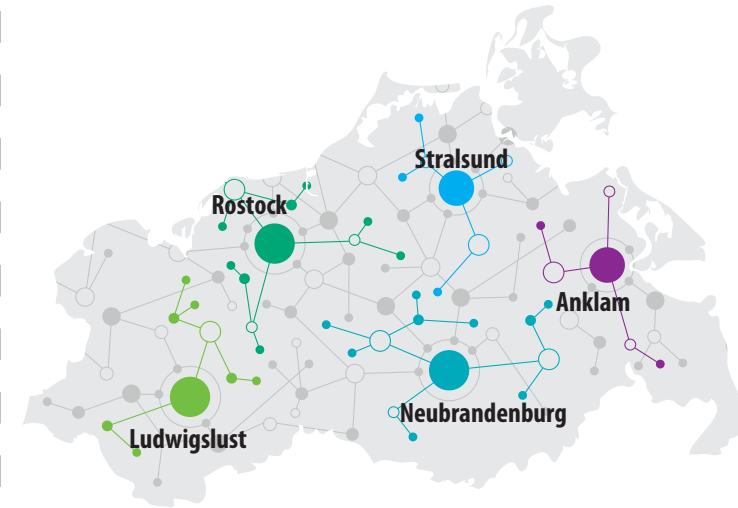 Stralsund
Rostock
Anklam
Neubrandenburg
Ludwigslust